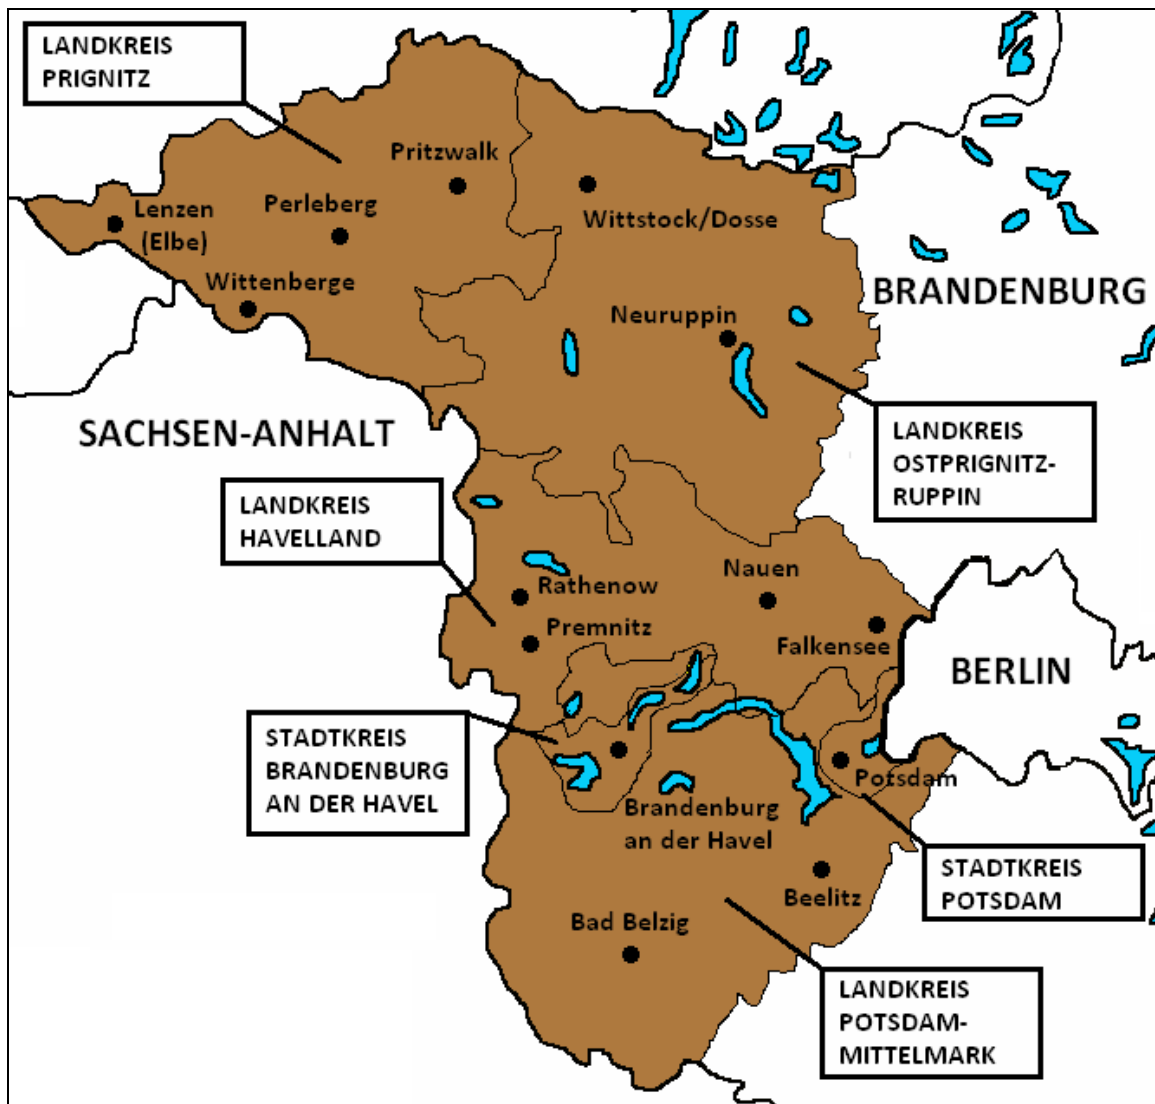 LANDKREIS
PRIGNITZ
Pritzwalk
Lenzen
(Elbe)
Perleberg
Wittstock/Dosse
Wittenberge
BRANDENBURG
Neuruppin
SACHSEN-ANHALT
LANDKREIS
OSTPRIGNITZ-
RUPPIN
LANDKREIS
HAVELLAND
Rathenow
Nauen
Premnitz
Falkensee
BERLIN
STADTKREIS
BRANDENBURG
AN DER HAVEL
Potsdam
Brandenburg
an der Havel
STADTKREIS
POTSDAM
Beelitz
Bad Belzig
LANDKREIS
POTSDAM-
MITTELMARK